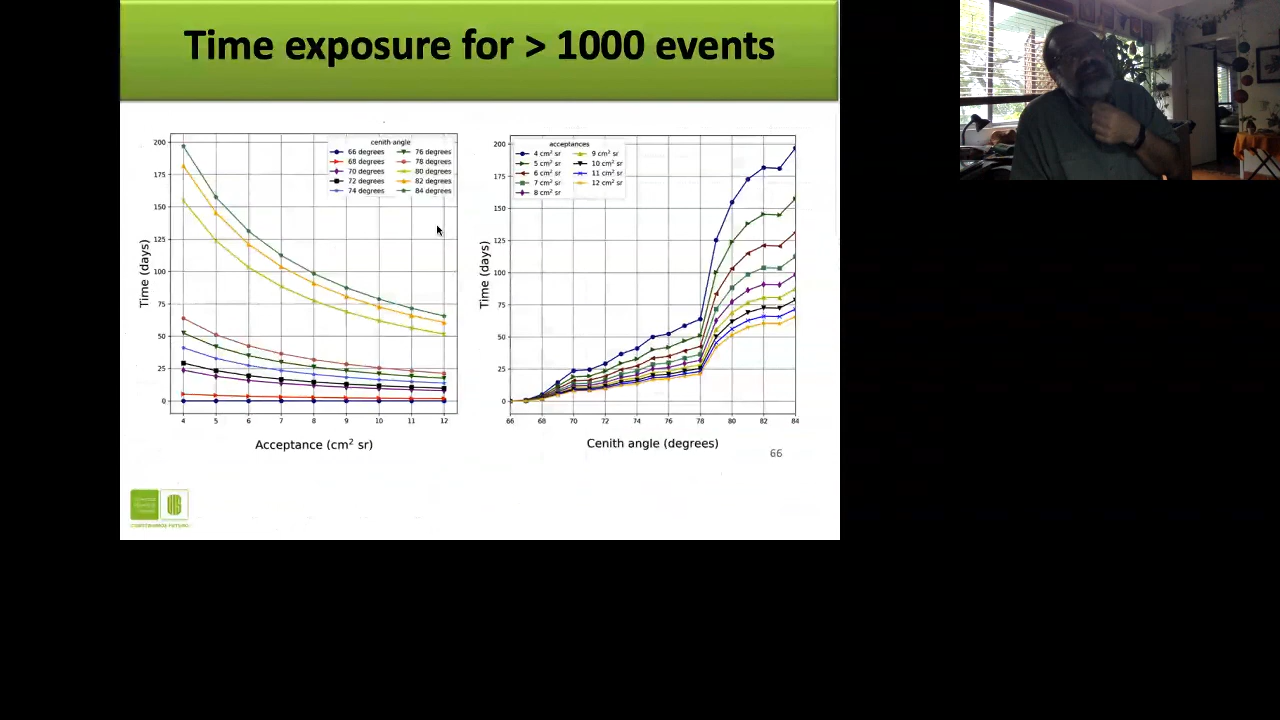 Time exposure for > 1000 events
cenith angle
66 degrees
68 degrees
70 degrees
72 degrees
74 degrees
76 degrees
78 degrees
80 degrees
82 degrees
84 degrees
200
175
150
125
100
75
50
25
0
Time (days)
4 5 6 7 8 9 10 11 12
Acceptance (cm² sr)
acceptances
4 cm² sr
5 cm² sr
6 cm² sr
7 cm² sr
8 cm² sr
9 cm² sr
10 cm² sr
11 cm² sr
12 cm² sr
200
175
150
125
100
75
50
25
0
Time (days)
66 68 70 72 74 76 78 80 82 84
Cenith angle (degrees)
66
UIS